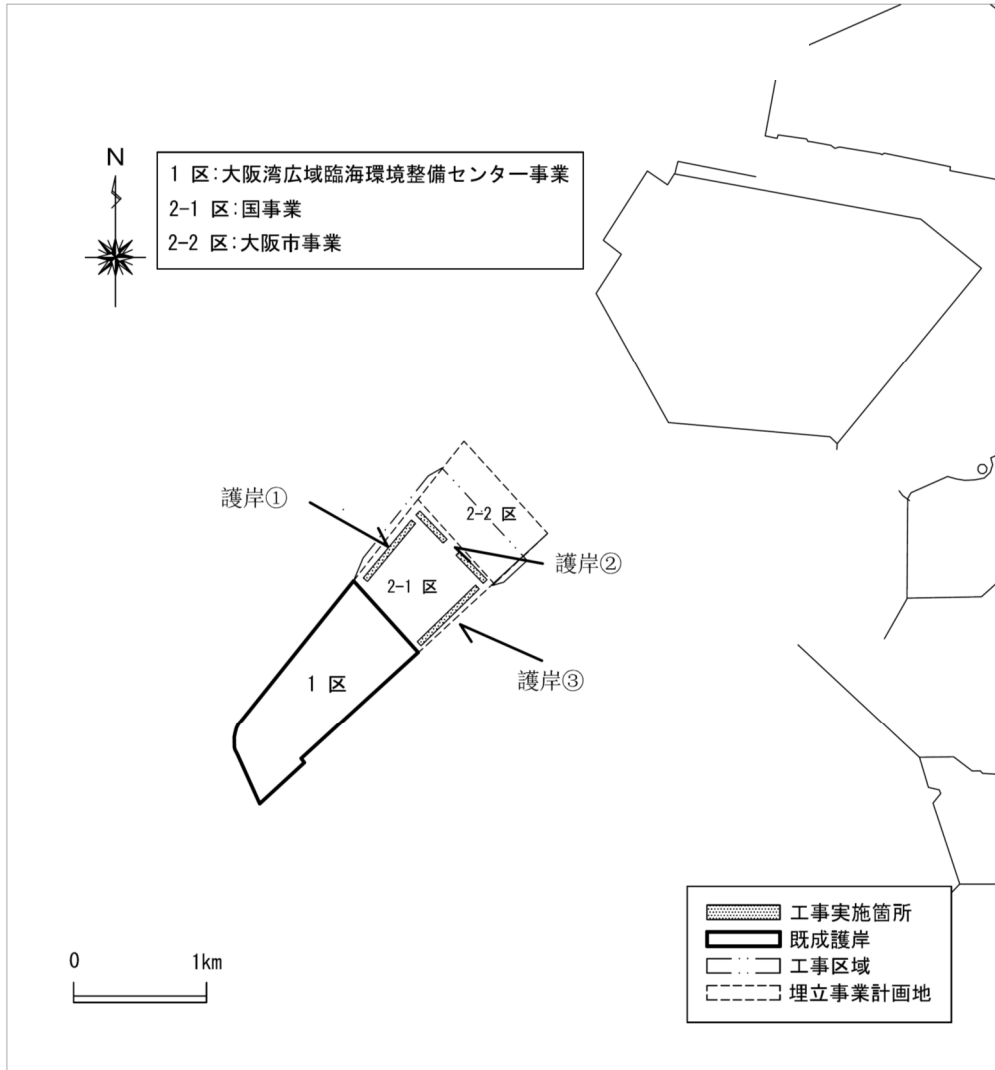 N
1 区:大阪湾広域臨海環境整備センター事業
2-1 区:国事業
2-2 区:大阪市事業
護岸①
2-2 区
護岸②
2-1 区
護岸③
1 区
0 1km
工事実施箇所
既成護岸
工事区域
埋立事業計画地